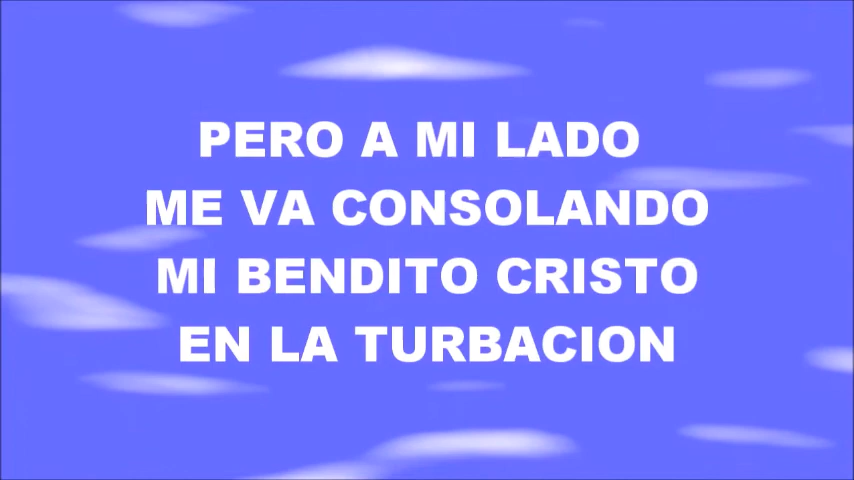 PERO A MI LADO
ME VA CONSOLANDO
MI BENDITO CRISTO
EN LA TURBACION